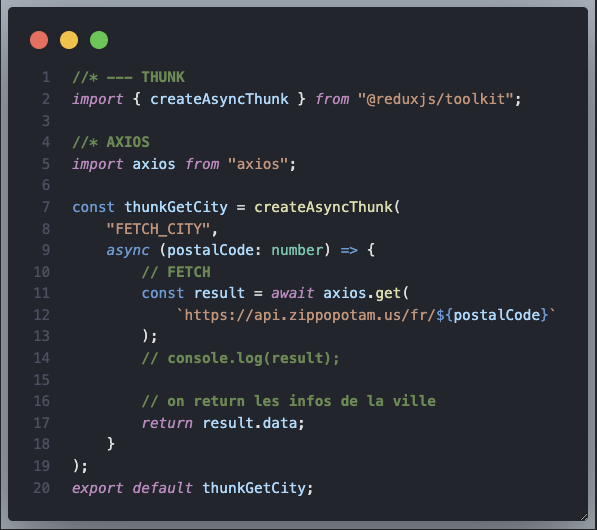 1 //* --- THUNK
2 import { createAsyncThunk } from "@reduxjs/toolkit";
3
4 //* AXIOS
5 import axios from "axios";
6
7 const thunkGetCity = createAsyncThunk(
8     "FETCH_CITY",
9     async (postalCode: number) => {
10         // FETCH
11         const result = await axios.get(
12             `https://api.zippopotam.us/fr/${postalCode}`
13         );
14         // console.log(result);
15
16         // on return les infos de la ville
17         return result.data;
18     }
19 );
20 export default thunkGetCity;